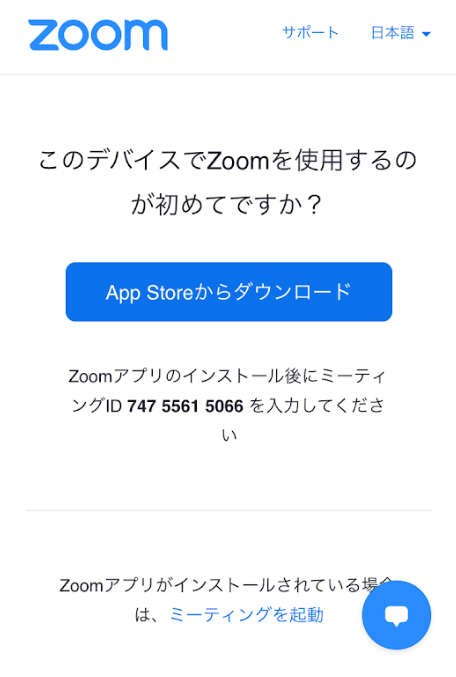 zoom
サポート 日本語
このデバイスでZoomを使用するの
が初めてですか？
App Storeからダウンロード
Zoomアプリのインストール後にミーティ
ングID 747 5561 5066 を入力してくださ
い
Zoomアプリがインストールされている場合
は、ミーティングを起動